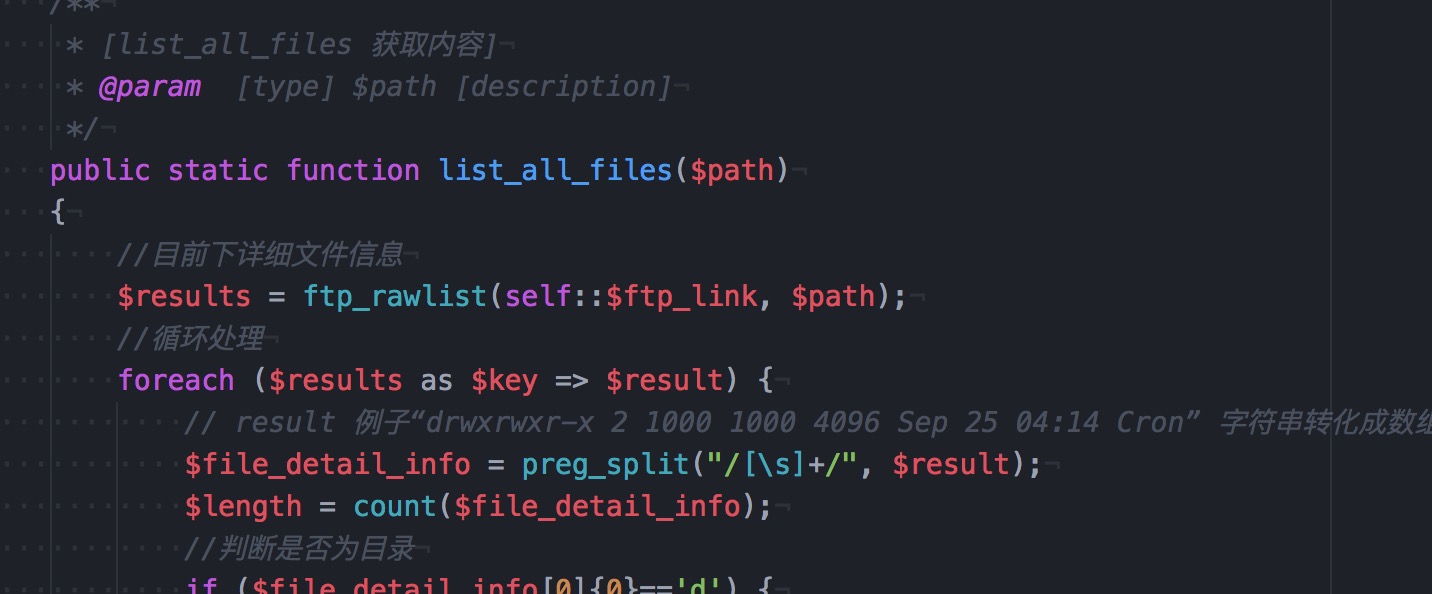 /**
* [list_all_files 获取内容]
* @param  [type] $path [description]
*/
public static function list_all_files($path)
{
//目前下详细文件信息
$results = ftp_rawlist(self::$ftp_link, $path);
//循环处理
foreach ($results as $key => $result) {
// result 例子“drwxrwxr-x 2 1000 1000 4096 Sep 25 04:14 Cron” 字符串转化成数组
$file_detail_info = preg_split("/[\s]+/", $result);
$length = count($file_detail_info);
//判断是否为目录
if ($file_detail_info[0]{0}=='d') {